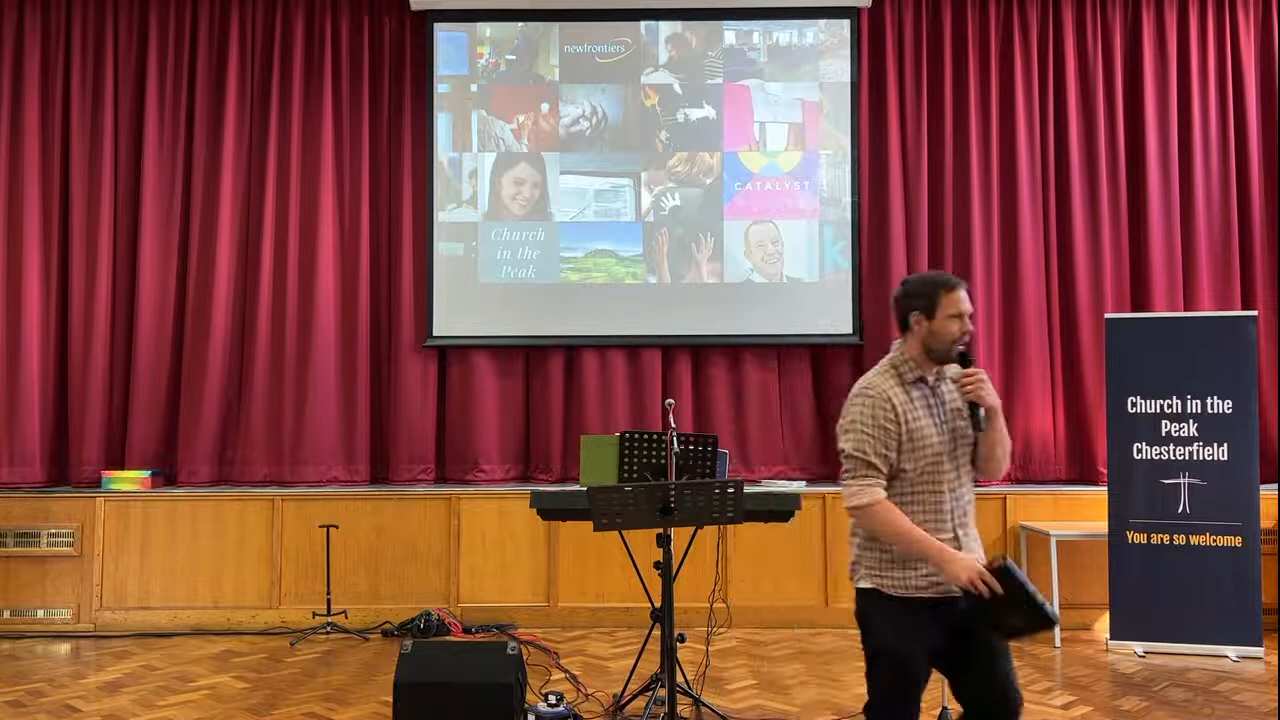 newfrontiers
CATALYST
Church
in the
Peak
Church in the
Peak
Chesterfield
You are so welcome